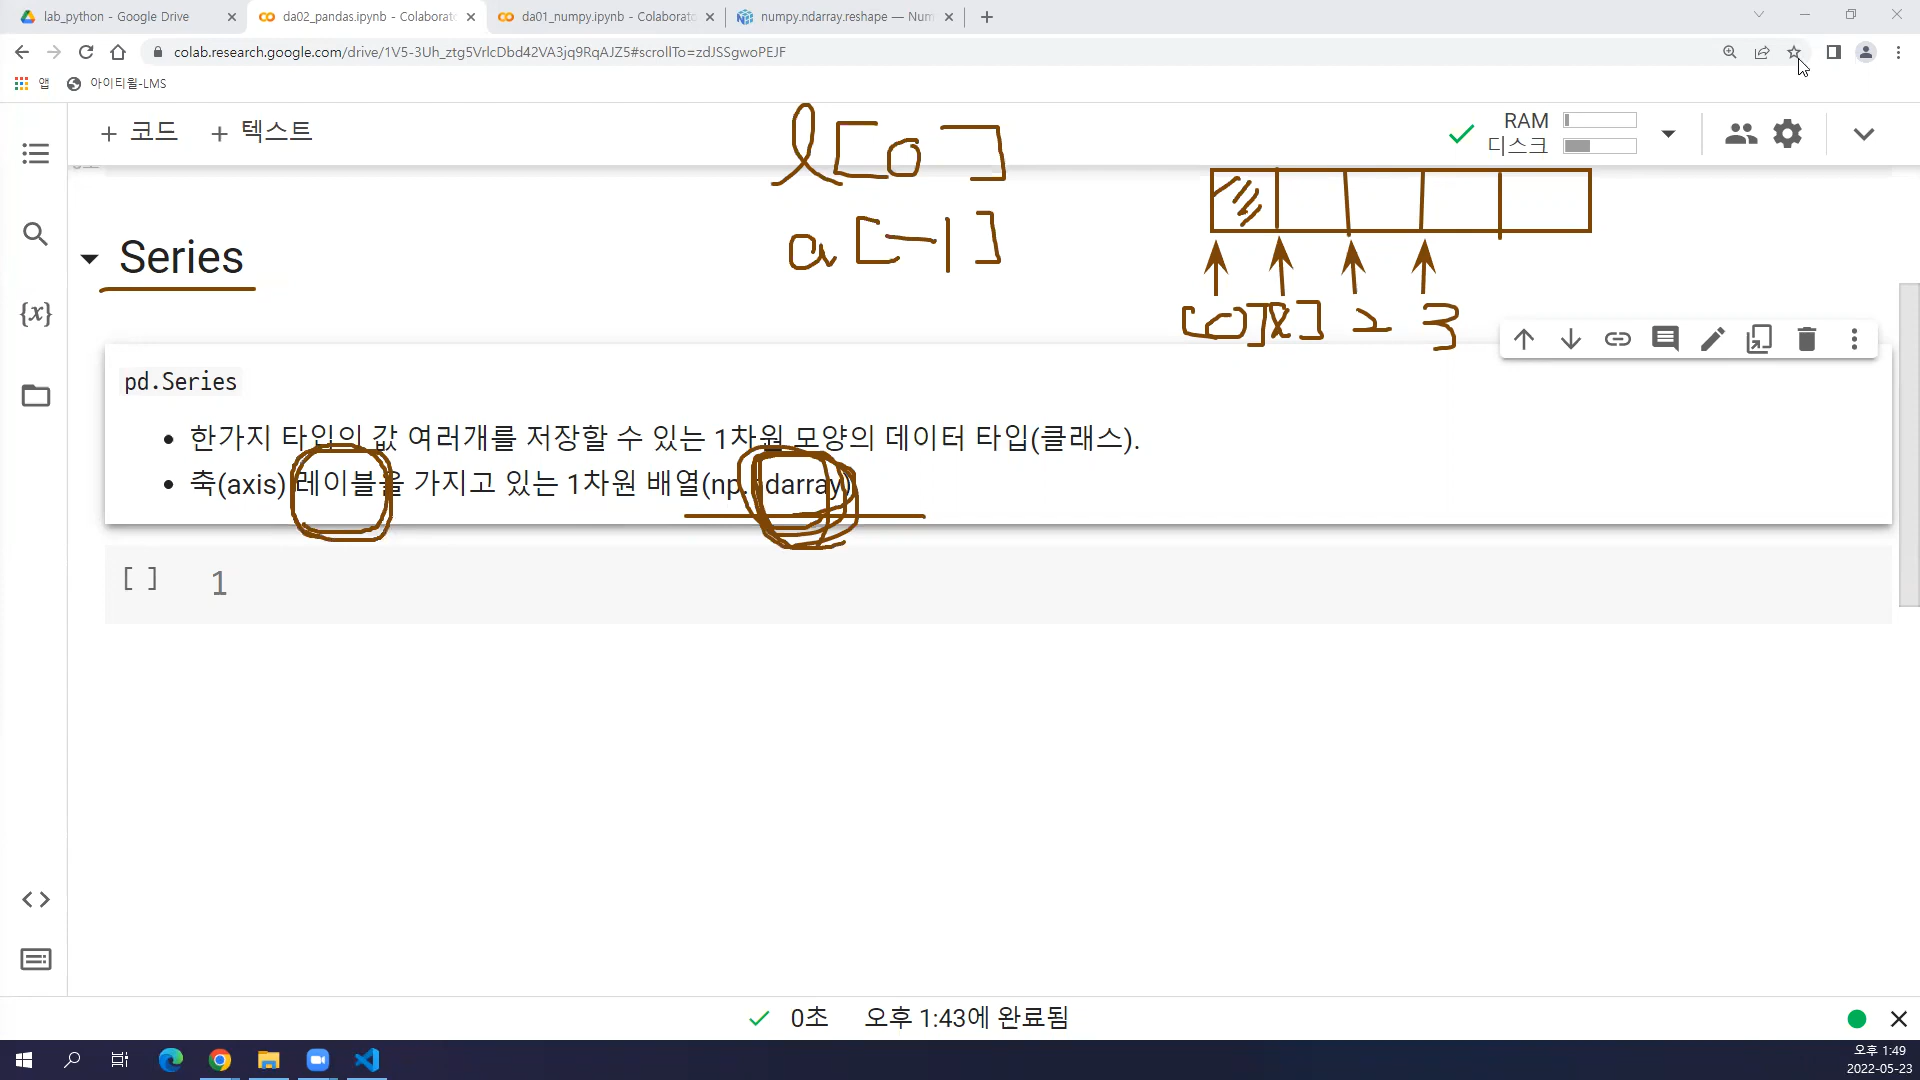 lab_python - Google Drive
da02_pandas.ipynb - Colaborato
da01_numpy.ipynb - Colaborato
numpy.ndarray.reshape — Num
colab.research.google.com/drive/1V5-3Uh_ztg5VrlcDbd42VA3jq9RqAJZ5#scrollTo=zdJSSgwoPEJF
앱
아이티윌-LMS
+ 코드 + 텍스트
RAM
디스크
l[0]
a[-1]
Series
2 3
pd.Series
• 한가지 타입의 값 여러개를 저장할 수 있는 1차원 모양의 데이터 타입(클래스).
• 축(axis) 레이블을 가지고 있는 1차원 배열(np.ndarray)
[ ] 1
0초 오후 1:43에 완료됨
오후 1:49
2022-05-23